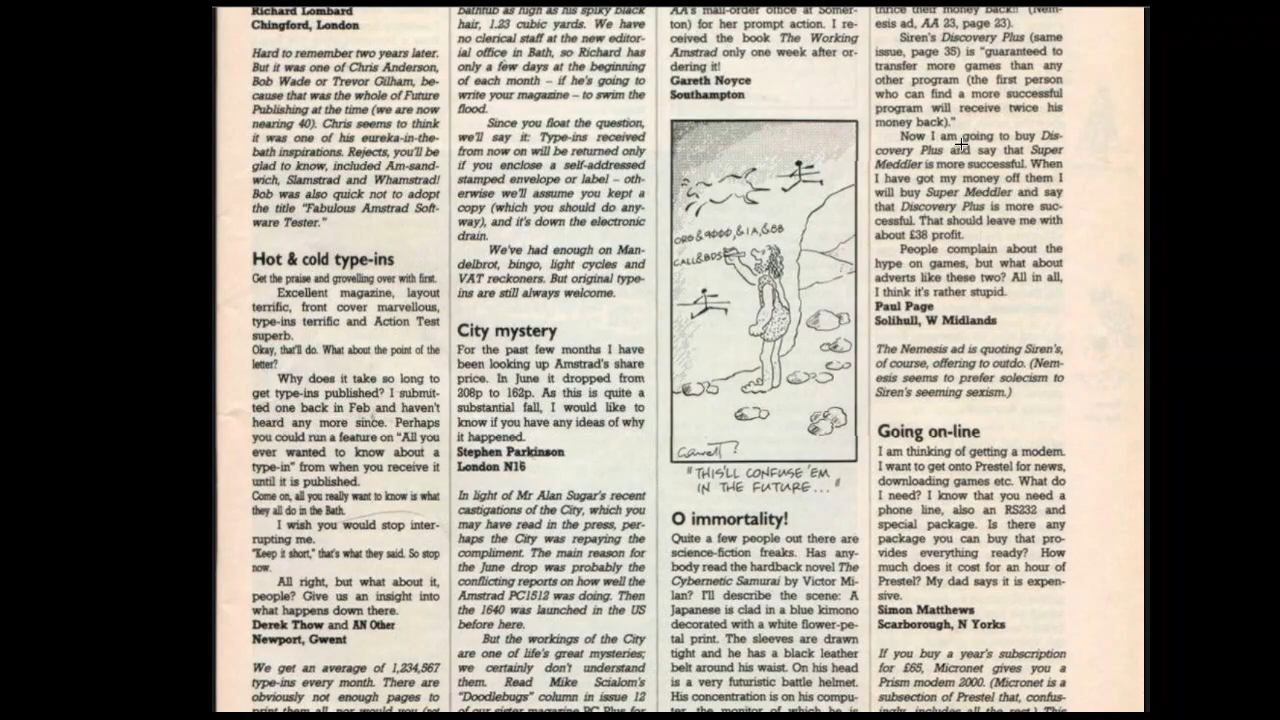 Richard Lombard
Chingford, London
Hard to remember two years later.
But it was one of Chris Anderson,
Bob Wade or Trevor Gilham, be-
cause that was the whole of Future
Publishing at the time (we are now
nearing 40). Chris seems to think
it was one of his eureka-in-the-
bath inspirations. Rejects, you'll be
glad to know, included Am-sand-
wich, Slamstrad and Whamstrad!
Bob was also quick not to adopt
the title "Fabulous Amstrad Soft-
ware Tester."
Hot & cold type-ins
Get the praise and grovelling over with first.
Excellent magazine, layout
terrific, front cover marvellous,
type-ins terrific and Action Test
superb.
Okay, that'll do. What about the point of the
letter?
Why does it take so long to
get type-ins published? I submit-
ted one back in Feb and haven't
heard any more since. Perhaps
you could run a feature on "All you
ever wanted to know about a
type-in" from when you receive it
until it is published.
Come on, all you really want to know is what
they all do in the Bath.
I wish you would stop inter-
rupting me.
"Keep it short," that's what they said. So stop
now.
All right, but what about it,
people? Give us an insight into
what happens down there.
Derek Thow and AN Other
Newport, Gwent
We get an average of 1,234,567
type-ins every month. There are
obviously not enough pages to
print them all, nor would you (not
bathtub as high as his spiky black
hair, 1.23 cubic yards. We have
no clerical staff at the new editor-
ial office in Bath, so Richard has
only a few days at the beginning
of each month – if he's going to
write your magazine – to swim the
flood.
Since you float the question,
we'll say it: Type-ins received
from now on will be returned only
if you enclose a self-addressed
stamped envelope or label – oth-
erwise we'll assume you kept a
copy (which you should do any-
way), and it's down the electronic
drain.
We've had enough on Man-
delbrot, bingo, light cycles and
VAT reckoners. But original type-
ins are still always welcome.
City mystery
For the past few months I have
been looking up Amstrad's share
price. In June it dropped from
208p to 162p. As this is quite a
substantial fall, I would like to
know if you have any ideas of why
it happened.
Stephen Parkinson
London N16
In light of Mr Alan Sugar's recent
castigations of the City, which you
may have read in the press, per-
haps the City was repaying the
compliment. The main reason for
the June drop was probably the
conflicting reports on how well the
Amstrad PC1512 was doing. Then
the 1640 was launched in the US
before here.
But the workings of the City
are one of life's great mysteries;
we certainly don't understand
them. Read Mike Scialom's
"Doodlebugs" column in issue 12
of our sister magazine PC Plus for
AA's mail-order office at Somer-
ton) for her prompt action. I re-
ceived the book The Working
Amstrad only one week after or-
dering it!
Gareth Noyce
Southampton
ORG &9000,&1A,&BB
CALL&BD5
"THIS'LL CONFUSE 'EM
IN THE FUTURE..."
O immortality!
Quite a few people out there are
science-fiction freaks. Has any-
body read the hardback novel The
Cybernetic Samurai by Victor Mi-
lan? I'll describe the scene: A
Japanese is clad in a blue kimono
decorated with a white flower-pe-
tal print. The sleeves are drawn
tight and he has a black leather
belt around his waist. On his head
is a very futuristic battle helmet.
His concentration is on his compu-
ter, the monitor of which he is
thrice their money back!! (Nem-
esis ad, AA 23, page 23).
Siren's Discovery Plus (same
issue, page 35) is "guaranteed to
transfer more games than any
other program (the first person
who can find a more successful
program will receive twice his
money back)."
Now I am going to buy Dis-
covery Plus and say that Super
Meddler is more successful. When
I have got my money off them I
will buy Super Meddler and say
that Discovery Plus is more suc-
cessful. That should leave me with
about £38 profit.
People complain about the
hype on games, but what about
adverts like these two? All in all,
I think it's rather stupid.
Paul Page
Solihull, W Midlands
The Nemesis ad is quoting Siren's,
of course, offering to outdo. (Nem-
esis seems to prefer solecism to
Siren's seeming sexism.)
Going on-line
I am thinking of getting a modem.
I want to get onto Prestel for news,
downloading games etc. What do
I need? I know that you need a
phone line, also an RS232 and
special package. Is there any
package you can buy that pro-
vides everything ready? How
much does it cost for an hour of
Prestel? My dad says it is expen-
sive.
Simon Matthews
Scarborough, N Yorks
If you buy a year's subscription
for £65, Micronet gives you a
Prism modem 2000. (Micronet is a
subsection of Prestel that, confus-
ingly, includes all the rest.) This